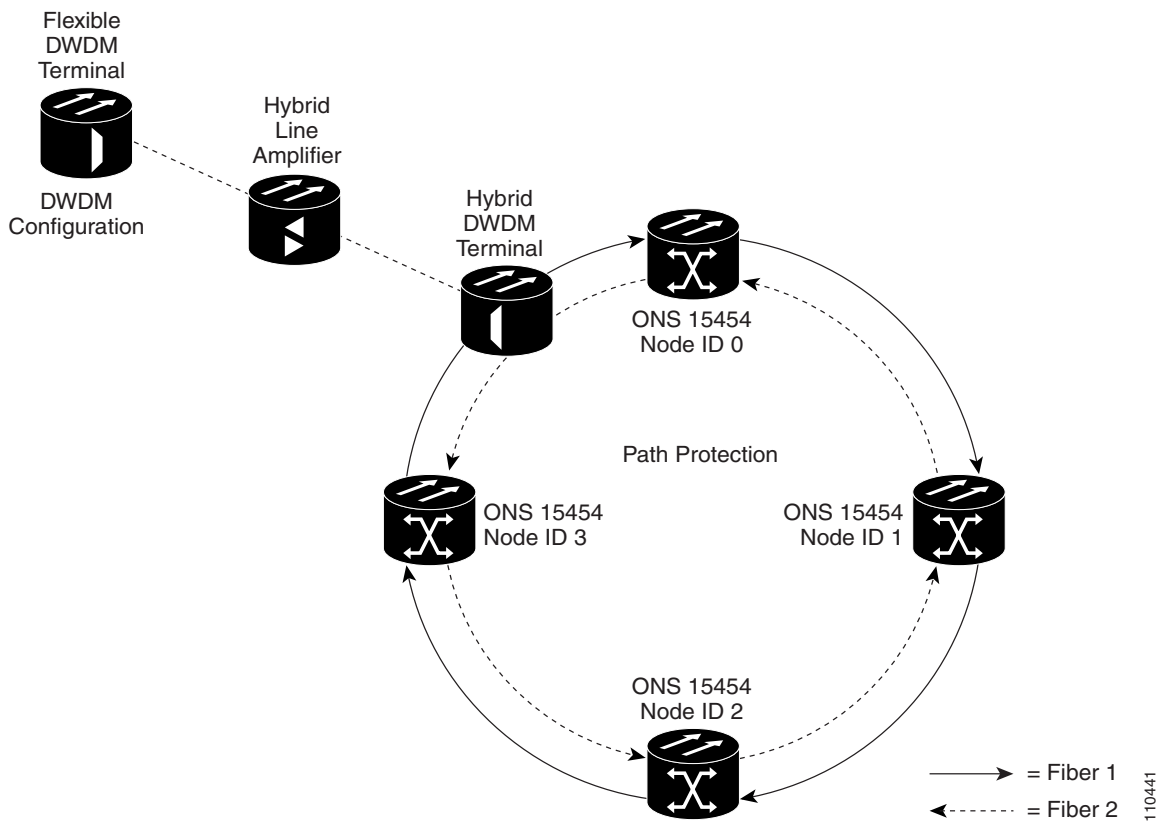 Flexible
DWDM
Terminal
DWDM
Configuration
Hybrid
Line
Amplifier
Hybrid
DWDM
Terminal
ONS 15454
Node ID 0
Path Protection
ONS 15454
Node ID 3
ONS 15454
Node ID 1
ONS 15454
Node ID 2
= Fiber 1
= Fiber 2
110441